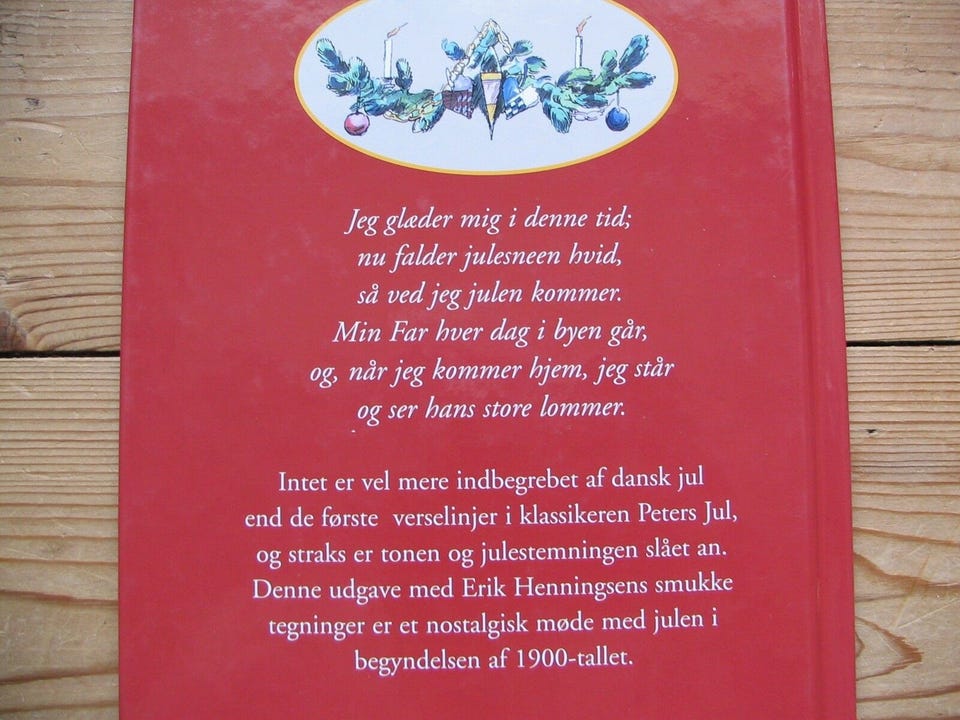 Jeg glæder mig i denne tid;
nu falder julesneen hvid,
så ved jeg julen kommer.
Min Far hver dag i byen går,
og, når jeg kommer hjem, jeg står
og ser hans store lommer.
Intet er vel mere indbegrebet af dansk jul
end de første verselinjer i klassikeren Peters Jul,
og straks er tonen og julestemningen slået an.
Denne udgave med Erik Henningsens smukke
tegninger er et nostalgisk møde med julen i
begyndelsen af 1900-tallet.